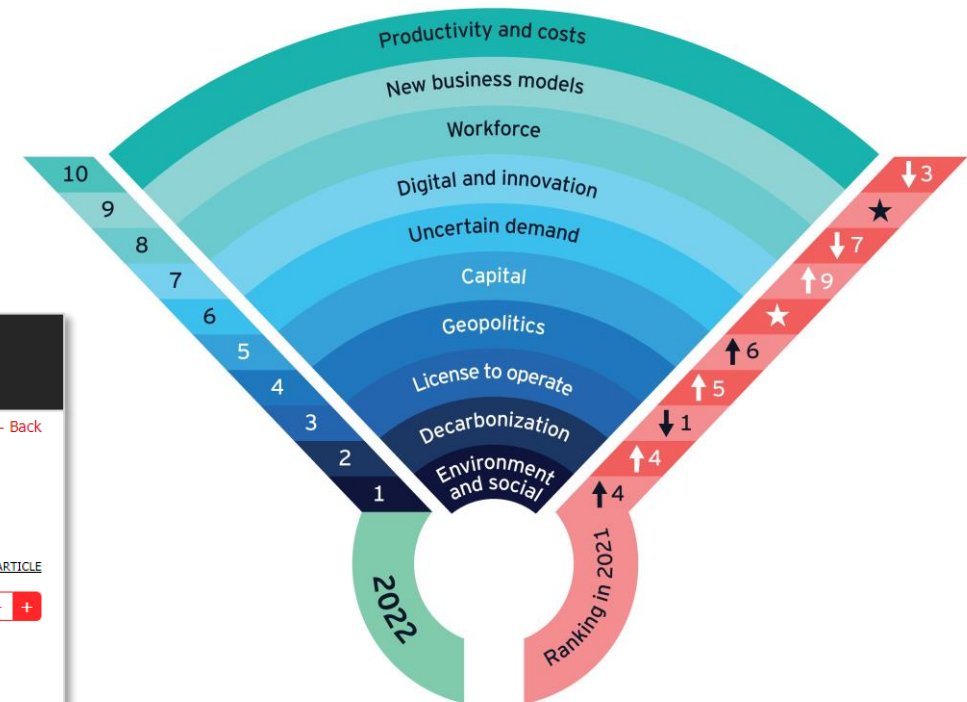 Productivity and costs
New business models
Workforce
Digital and innovation
Uncertain demand
Capital
Geopolitics
License to operate
Decarbonization
Environment
and social
10
9
8
7
6
5
4
3
2
1
↓ 3
★
↓ 7
↑ 9
★
↑ 6
↑ 5
↓ 1
↑ 4
↑ 4
2022
Ranking in 2021
- Back
ARTICLE
+